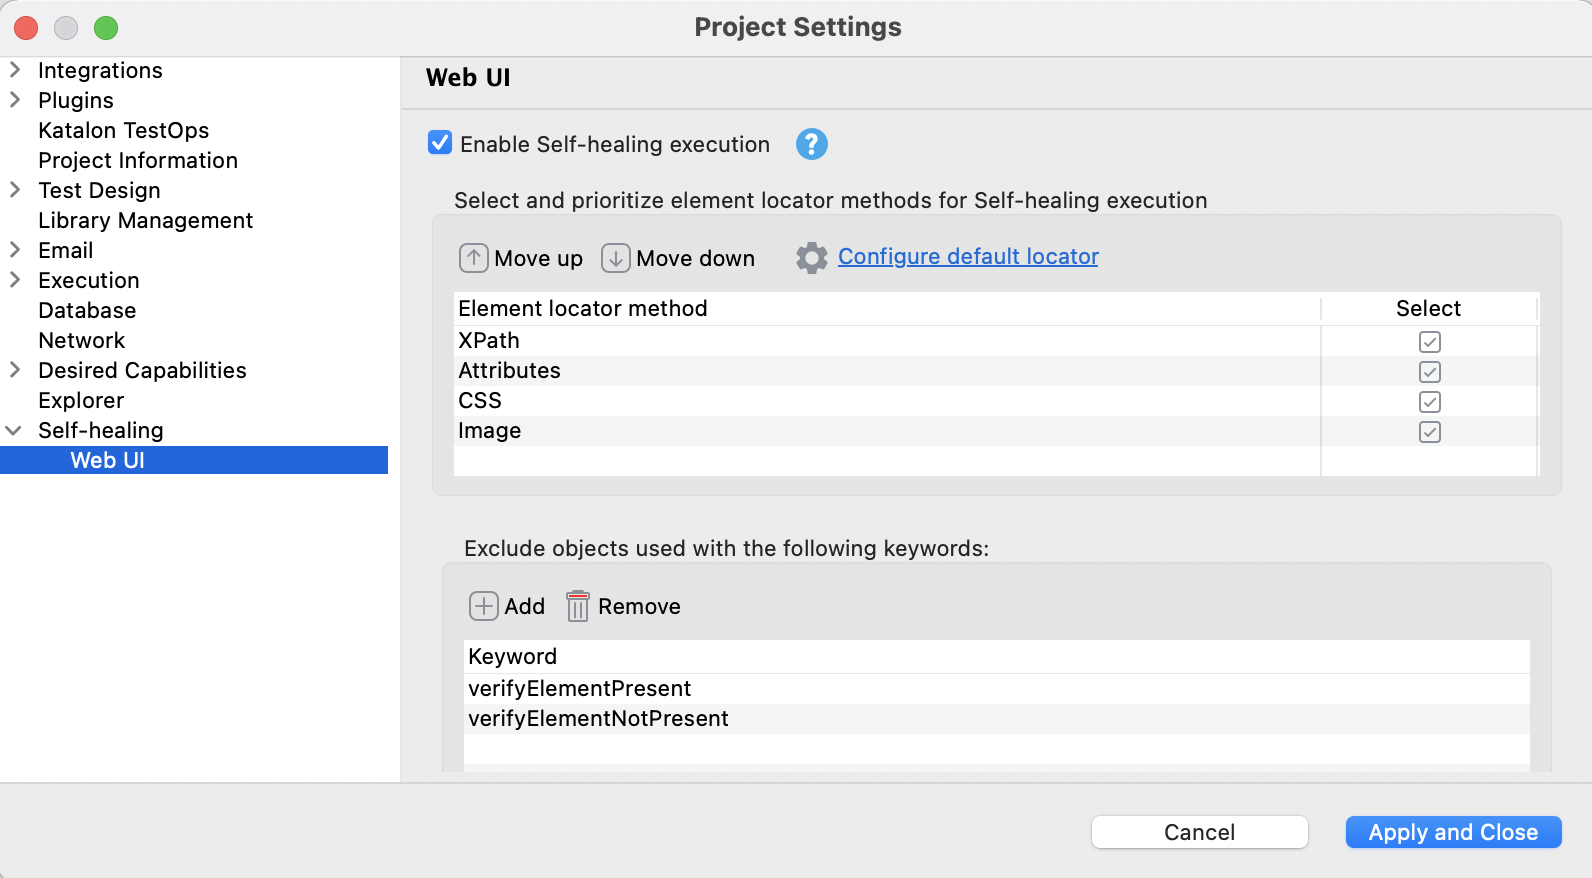 Project Settings
Integrations
Plugins
Katalon TestOps
Project Information
Test Design
Library Management
Email
Execution
Database
Network
Desired Capabilities
Explorer
Self-healing
Web UI
Web UI
Enable Self-healing execution ?
Select and prioritize element locator methods for Self-healing execution
Move up Move down Configure default locator
Element locator method Select
XPath
Attributes
CSS
Image
Exclude objects used with the following keywords:
Add Remove
Keyword
verifyElementPresent
verifyElementNotPresent
Cancel Apply and Close